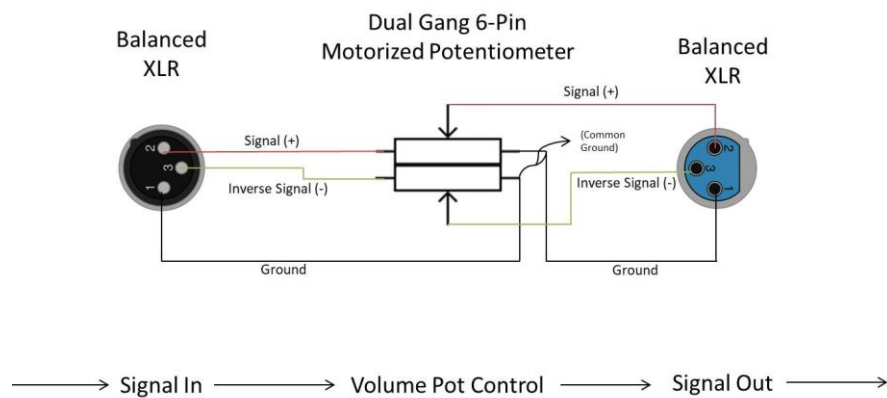 Dual Gang 6-Pin
Motorized Potentiometer
Balanced
XLR
Balanced
XLR
Signal (+)
Signal (+)
(Common
Ground)
2
3
1
2
3
1
Inverse Signal (-)
Inverse Signal (-)
Ground
Ground
Signal In
Volume Pot Control
Signal Out